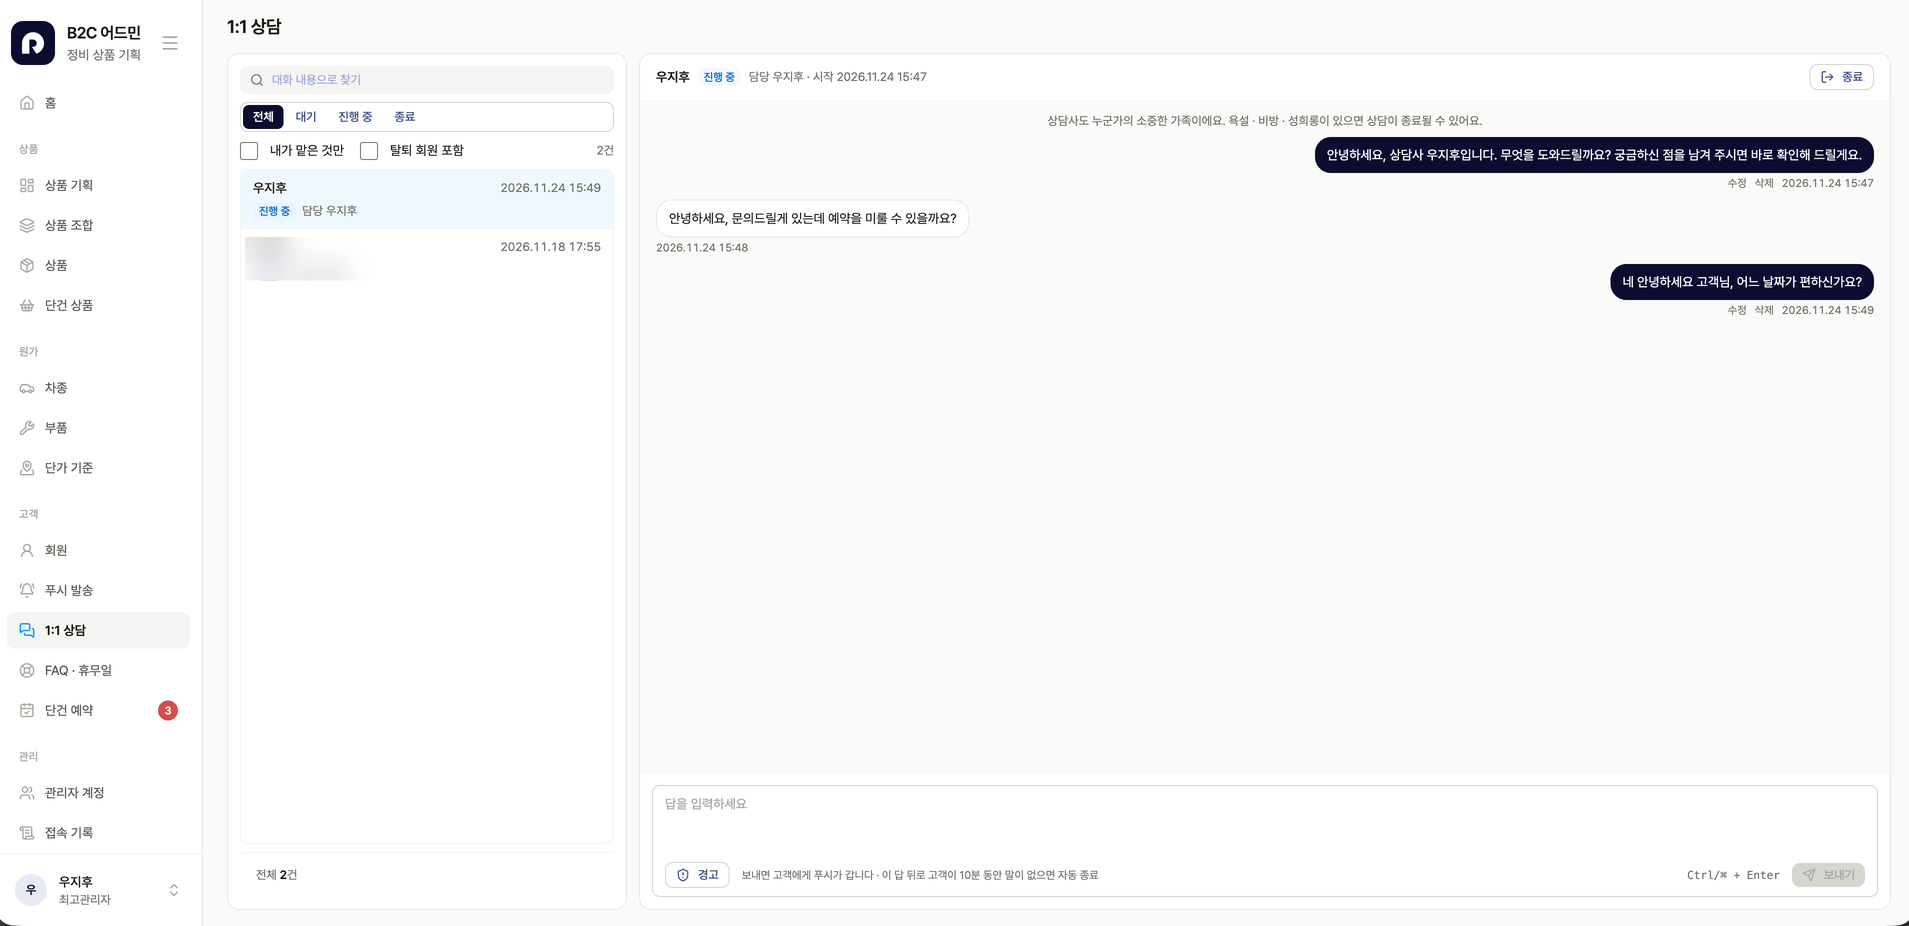 B2C 어드민
정비 상품 기획
홈
상품
상품 기획
상품 조합
상품
단건 상품
원가
차종
부품
단가 기준
고객
회원
푸시 발송
1:1 상담
FAQ · 휴무일
단건 예약 3
관리
관리자 계정
접속 기록
우 우지후
최고관리자
1:1 상담
대화 내용으로 찾기
전체 대기 진행 중 종료
내가 맡은 것만 탈퇴 회원 포함 2건
우지후 2026.11.24 15:49
진행 중 담당 우지후
2026.11.18 17:55
전체 2건
우지후 진행 중 담당 우지후 · 시작 2026.11.24 15:47 종료
상담사도 누군가의 소중한 가족이에요. 욕설 · 비방 · 성희롱이 있으면 상담이 종료될 수 있어요.
안녕하세요, 상담사 우지후입니다. 무엇을 도와드릴까요? 궁금하신 점을 남겨 주시면 바로 확인해 드릴게요.
수정 삭제 2026.11.24 15:47
안녕하세요, 문의드릴게 있는데 예약을 미룰 수 있을까요?
2026.11.24 15:48
네 안녕하세요 고객님, 어느 날짜가 편하신가요?
수정 삭제 2026.11.24 15:49
답을 입력하세요
경고 보내면 고객에게 푸시가 갑니다 · 이 답 뒤로 고객이 10분 동안 말이 없으면 자동 종료 Ctrl/⌘ + Enter 보내기